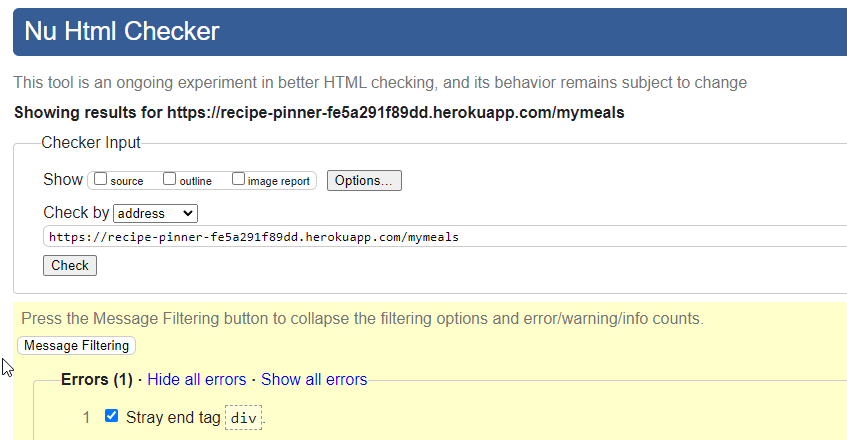 Nu Html Checker
This tool is an ongoing experiment in better HTML checking, and its behavior remains subject to change
Showing results for https://recipe-pinner-fe5a291f89dd.herokuapp.com/mymeals
Checker Input
Show source outline image report Options...
Check by address
https://recipe-pinner-fe5a291f89dd.herokuapp.com/mymeals
Check
Press the Message Filtering button to collapse the filtering options and error/warning/info counts.
Message Filtering
Errors (1) · Hide all errors · Show all errors
1 Stray end tag div.